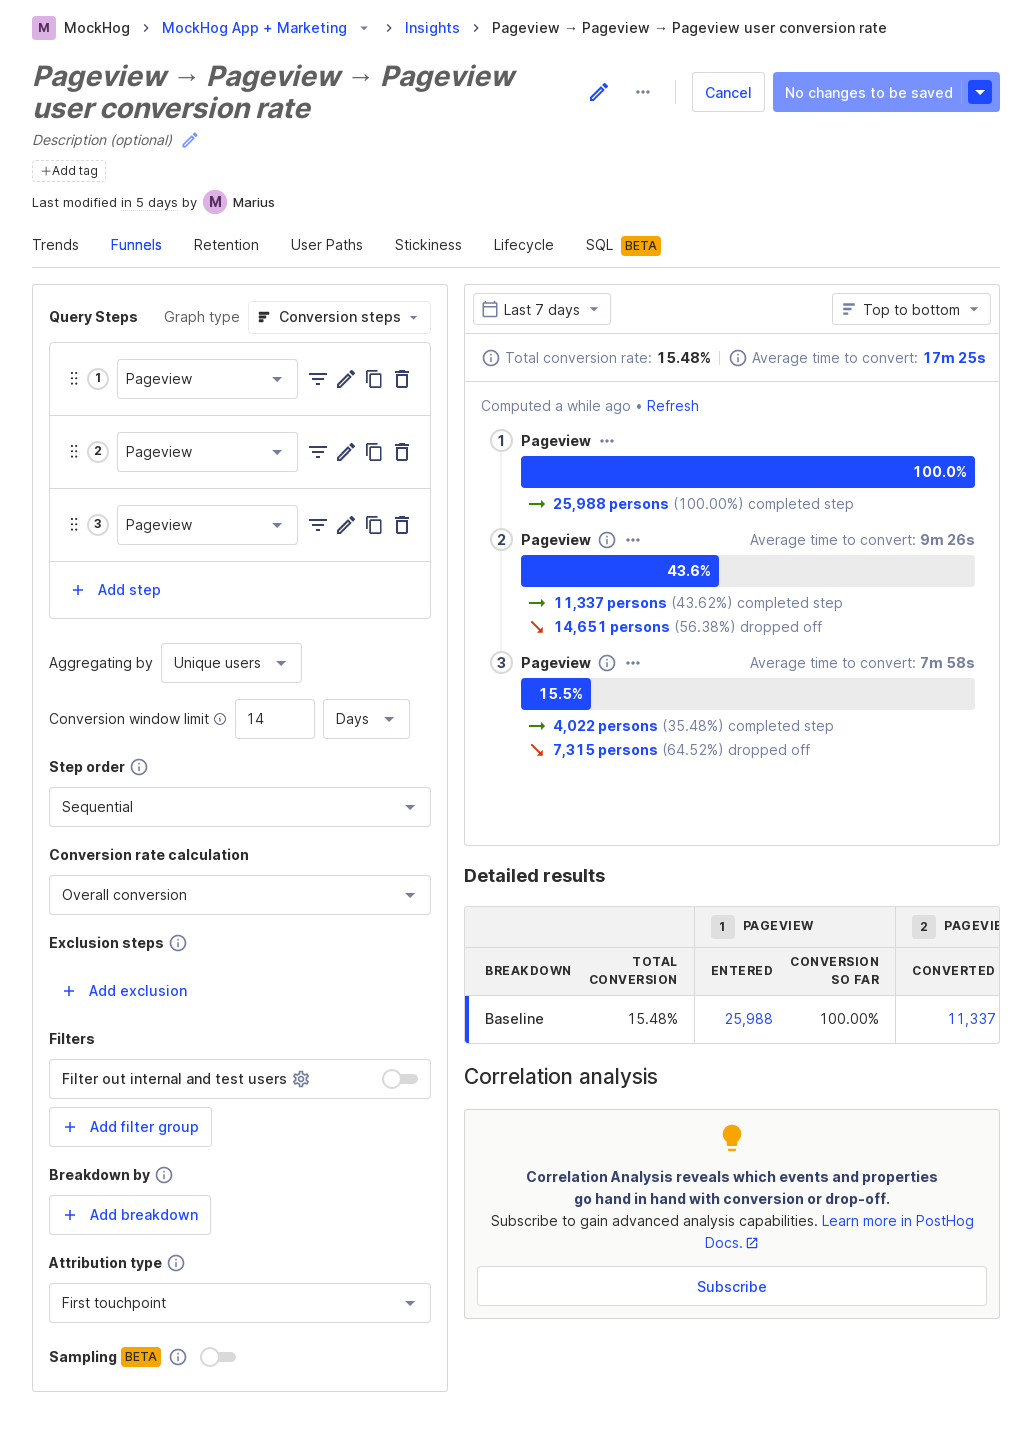 M MockHog > MockHog App + Marketing > Insights > Pageview → Pageview → Pageview user conversion rate
Pageview → Pageview → Pageview
user conversion rate
Cancel
No changes to be saved
Description (optional)
+Add tag
Last modified in 5 days by M Marius
Trends Funnels Retention User Paths Stickiness Lifecycle SQL BETA
Query Steps Graph type Conversion steps
1 Pageview
2 Pageview
3 Pageview
+ Add step
Aggregating by Unique users
Conversion window limit 14 Days
Step order
Sequential
Conversion rate calculation
Overall conversion
Exclusion steps
+ Add exclusion
Filters
Filter out internal and test users
+ Add filter group
Breakdown by
+ Add breakdown
Attribution type
First touchpoint
Sampling BETA
Last 7 days Top to bottom
Total conversion rate: 15.48% Average time to convert: 17m 25s
Computed a while ago • Refresh
1 Pageview
100.0%
25,988 persons (100.00%) completed step
2 Pageview Average time to convert: 9m 26s
43.6%
11,337 persons (43.62%) completed step
14,651 persons (56.38%) dropped off
3 Pageview Average time to convert: 7m 58s
15.5%
4,022 persons (35.48%) completed step
7,315 persons (64.52%) dropped off
Detailed results
1 PAGEVIEW 2 PAGEVIE
BREAKDOWN TOTAL CONVERSION ENTERED CONVERSION SO FAR CONVERTED
Baseline 15.48% 25,988 100.00% 11,337
Correlation analysis
Correlation Analysis reveals which events and properties
go hand in hand with conversion or drop-off.
Subscribe to gain advanced analysis capabilities. Learn more in PostHog
Docs.
Subscribe